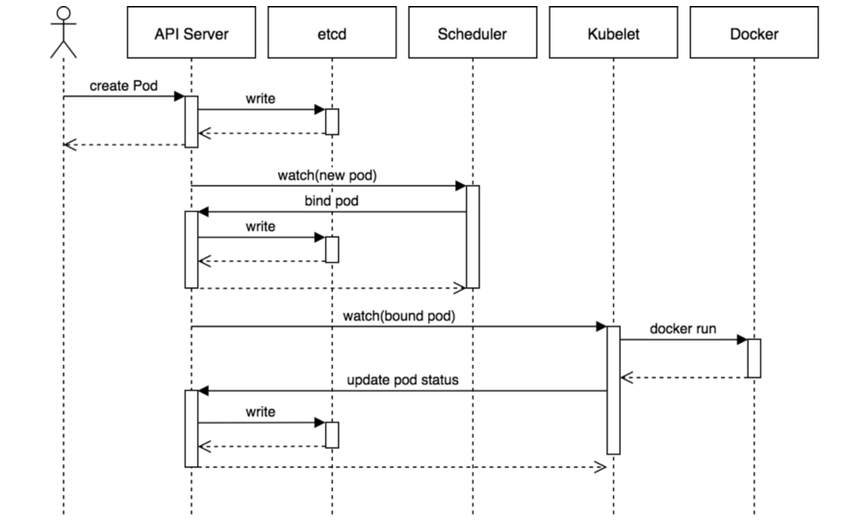 API Server
etcd
Scheduler
Kubelet
Docker
create Pod
write
watch(new pod)
bind pod
write
watch(bound pod)
docker run
update pod status
write